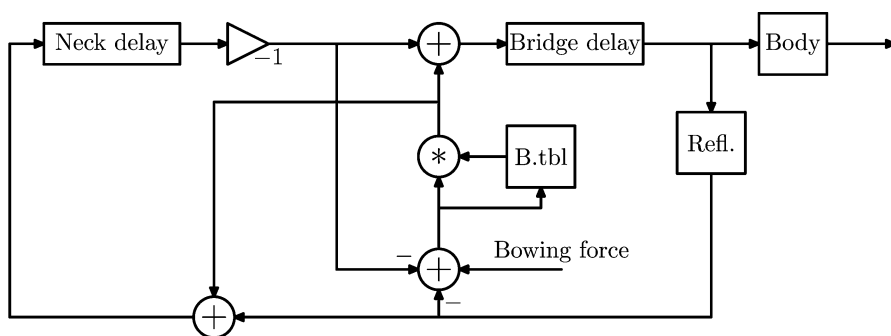 Neck delay
−1
+
Bridge delay
Body
*
B.tbl
Refl.
−
+
Bowing force
−
+